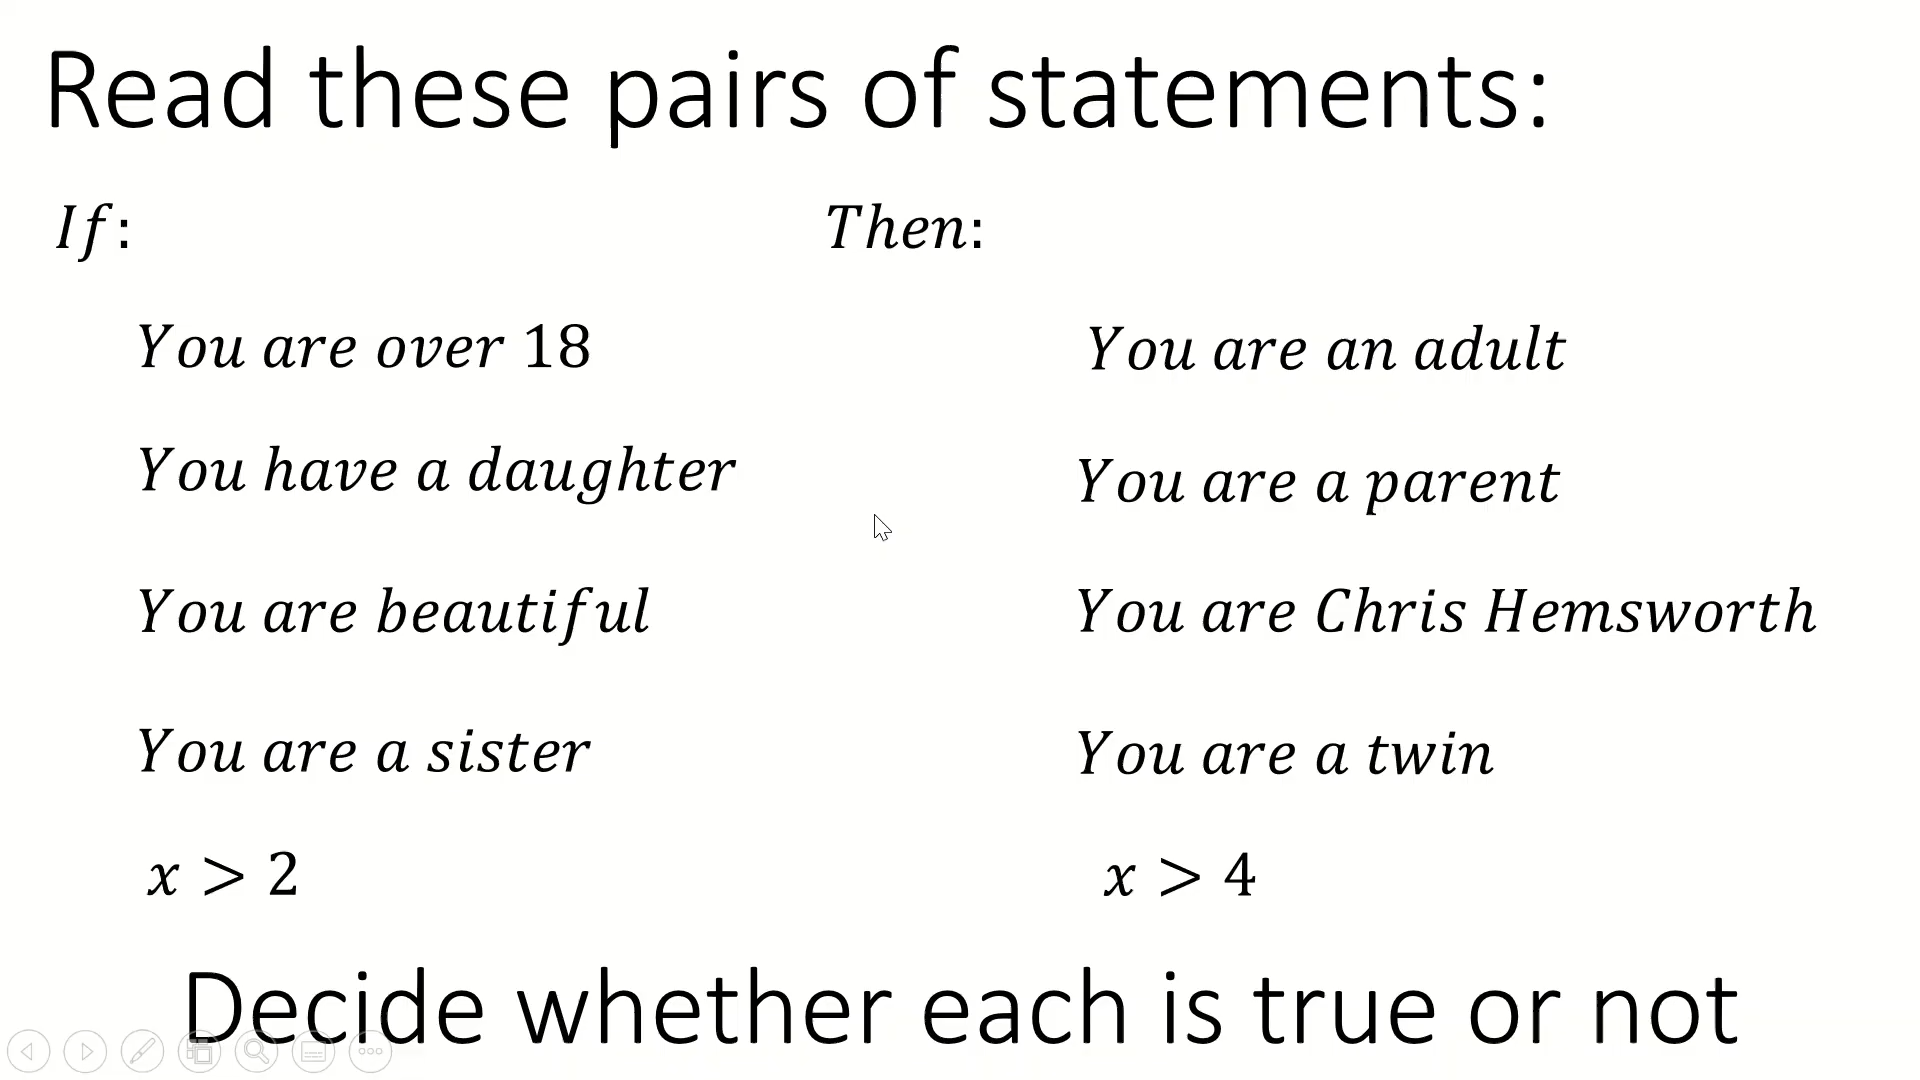 Read these pairs of statements:
If: Then:
You are over 18 You are an adult
You have a daughter You are a parent
You are beautiful You are Chris Hemsworth
You are a sister You are a twin
x > 2 x > 4
Decide whether each is true or not